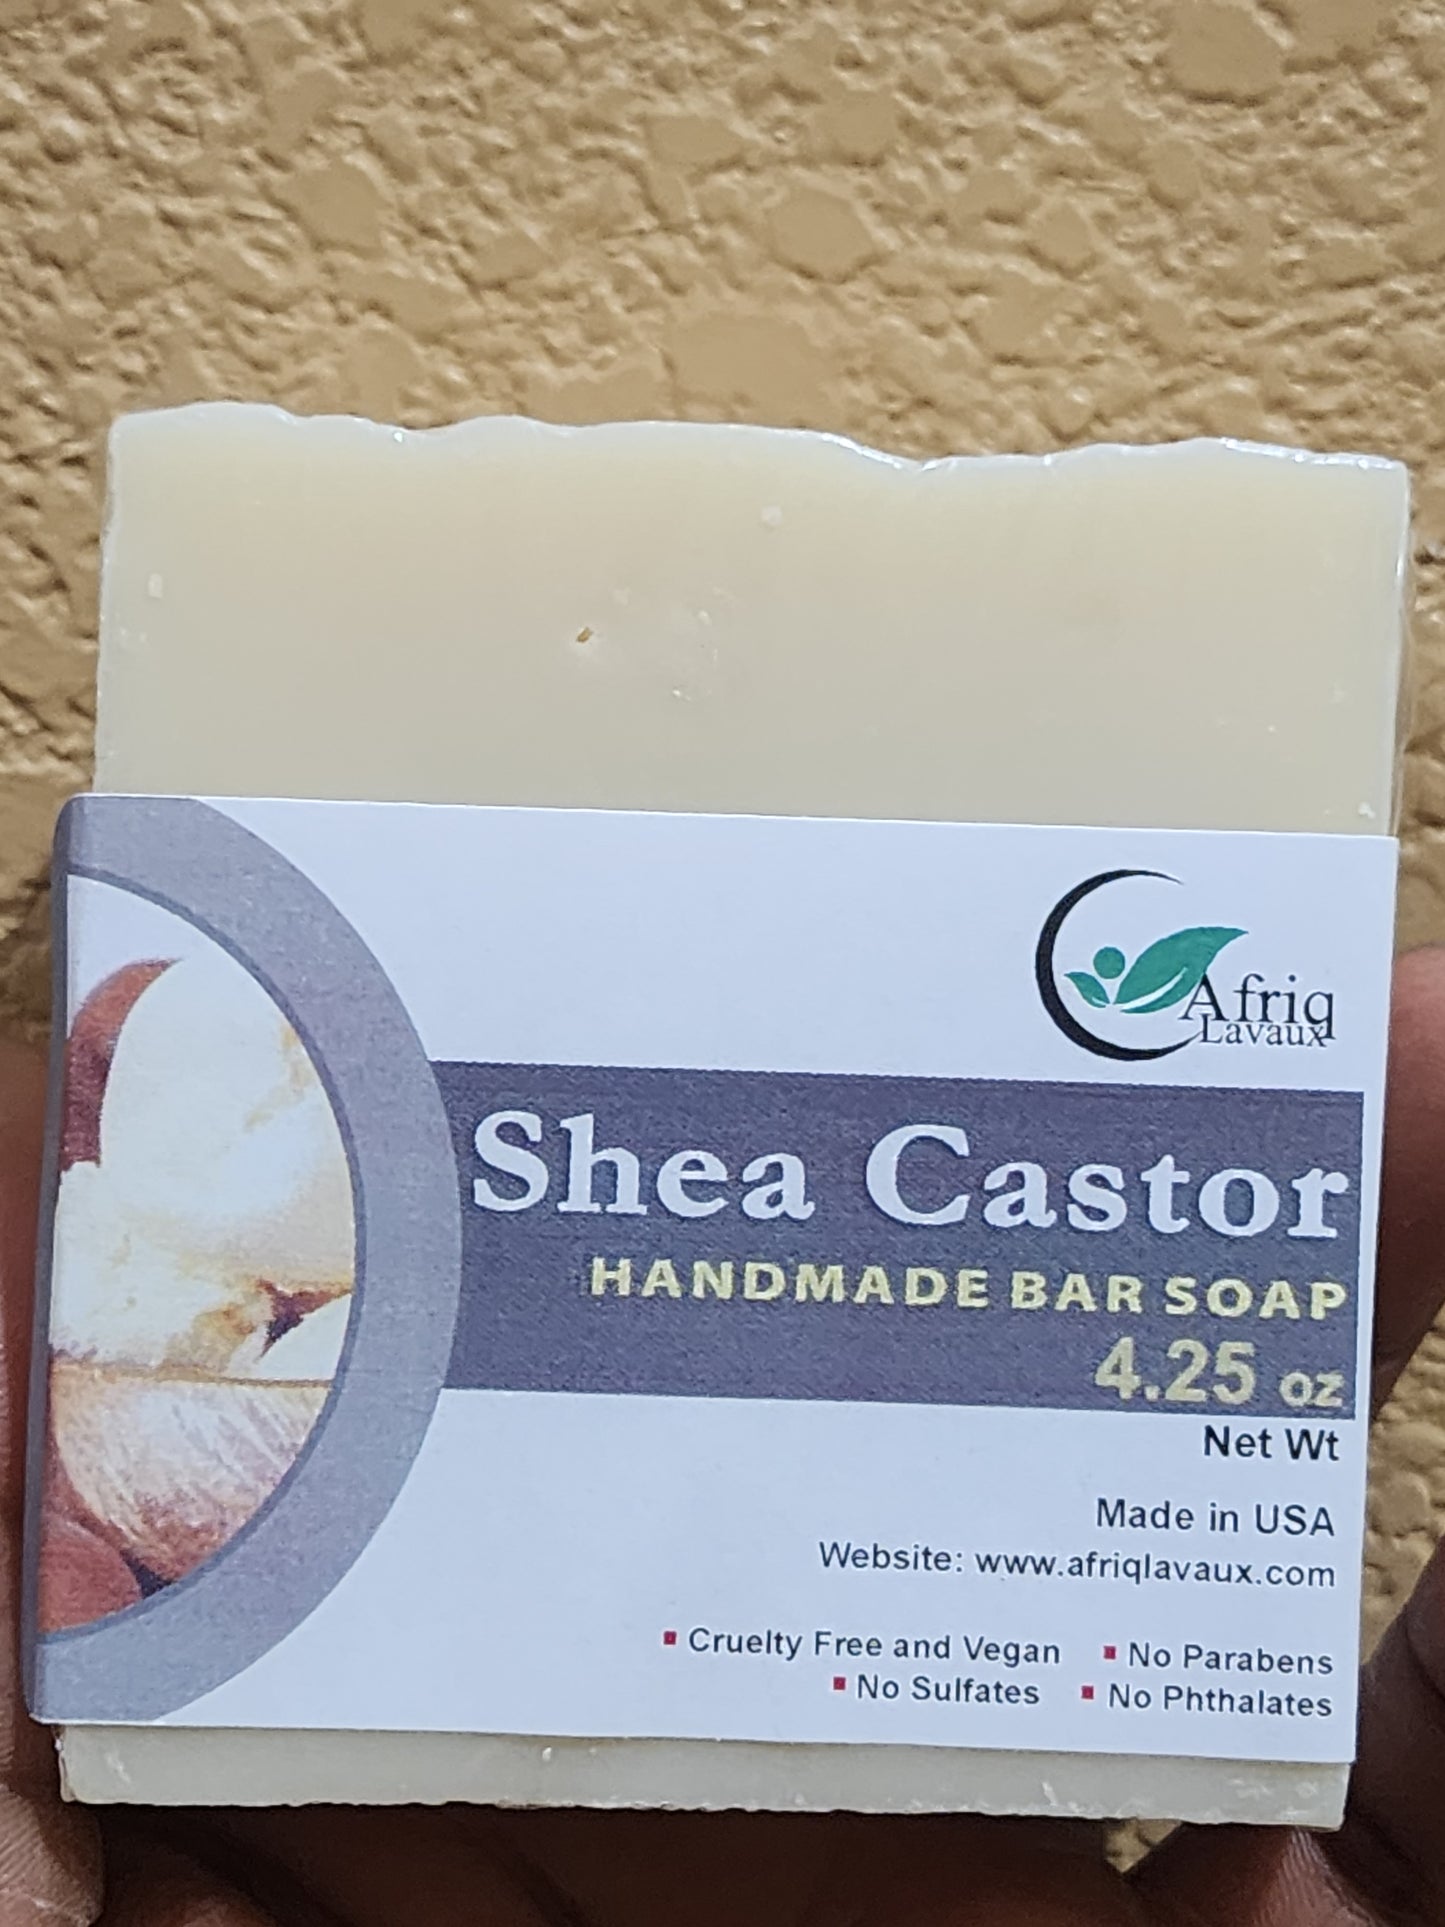 Afriq
Lavaux
Shea Castor
HANDMADE BAR SOAP
4.25 oz
Net Wt
Made in USA
Website: www.afriqlavaux.com
▪ Cruelty Free and Vegan ▪ No Parabens
▪ No Sulfates ▪ No Phthalates